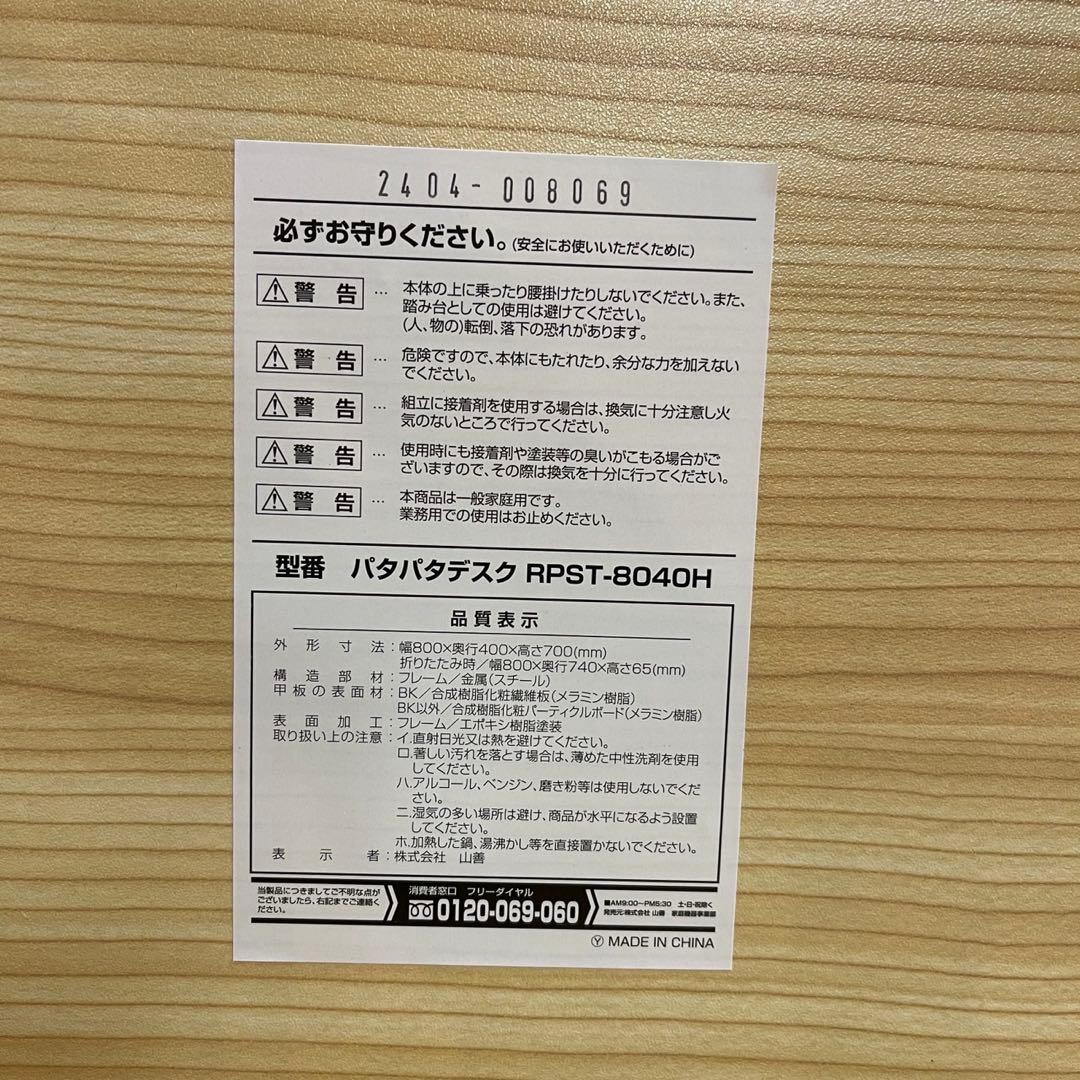 2404-008069
必ずお守りください。(安全にお使いいただくために)
⚠警 告 … 本体の上に乗ったり腰掛けたりしないでください。また、
踏み台としての使用は避けてください。
(人、物の)転倒、落下の恐れがあります。
⚠警 告 … 危険ですので、本体にもたれたり、余分な力を加えない
でください。
⚠警 告 … 組立に接着剤を使用する場合は、換気に十分注意し火
気のないところで行ってください。
⚠警 告 … 使用時にも接着剤や塗装等の臭いがこもる場合がご
ざいますので、その際は換気を十分に行ってください。
⚠警 告 … 本商品は一般家庭用です。
業務用での使用はお止めください。
型番 パタパタデスク RPST-8040H
品質表示
外形寸法:幅800×奥行400×高さ700(mm)
折りたたみ時/幅800×奥行740×高さ65(mm)
構造部材:フレーム/金属(スチール)
甲板の表面材:BK/合成樹脂化粧繊維板(メラミン樹脂)
BK以外/合成樹脂化粧パーティクルボード(メラミン樹脂)
表面加工:フレーム/エポキシ樹脂塗装
取り扱い上の注意:イ.直射日光又は熱を避けてください。
ロ.著しい汚れを落とす場合は、薄めた中性洗剤を使用
してください。
ハ.アルコール、ベンジン、磨き粉等は使用しないでくだ
さい。
ニ.湿気の多い場所は避け、商品が水平になるよう設置
してください。
ホ.加熱した鍋、湯沸かし等を直接置かないでください。
表示者:株式会社 山善
当製品につきましてご不明な点が
ございましたら、右記までご連絡く
ださい。
消費者窓口 フリーダイヤル
0120-069-060
■AM9:00~PM5:30 土・日・祝除く
発売元:株式会社 山善 家庭機器事業部
Ⓨ MADE IN CHINA